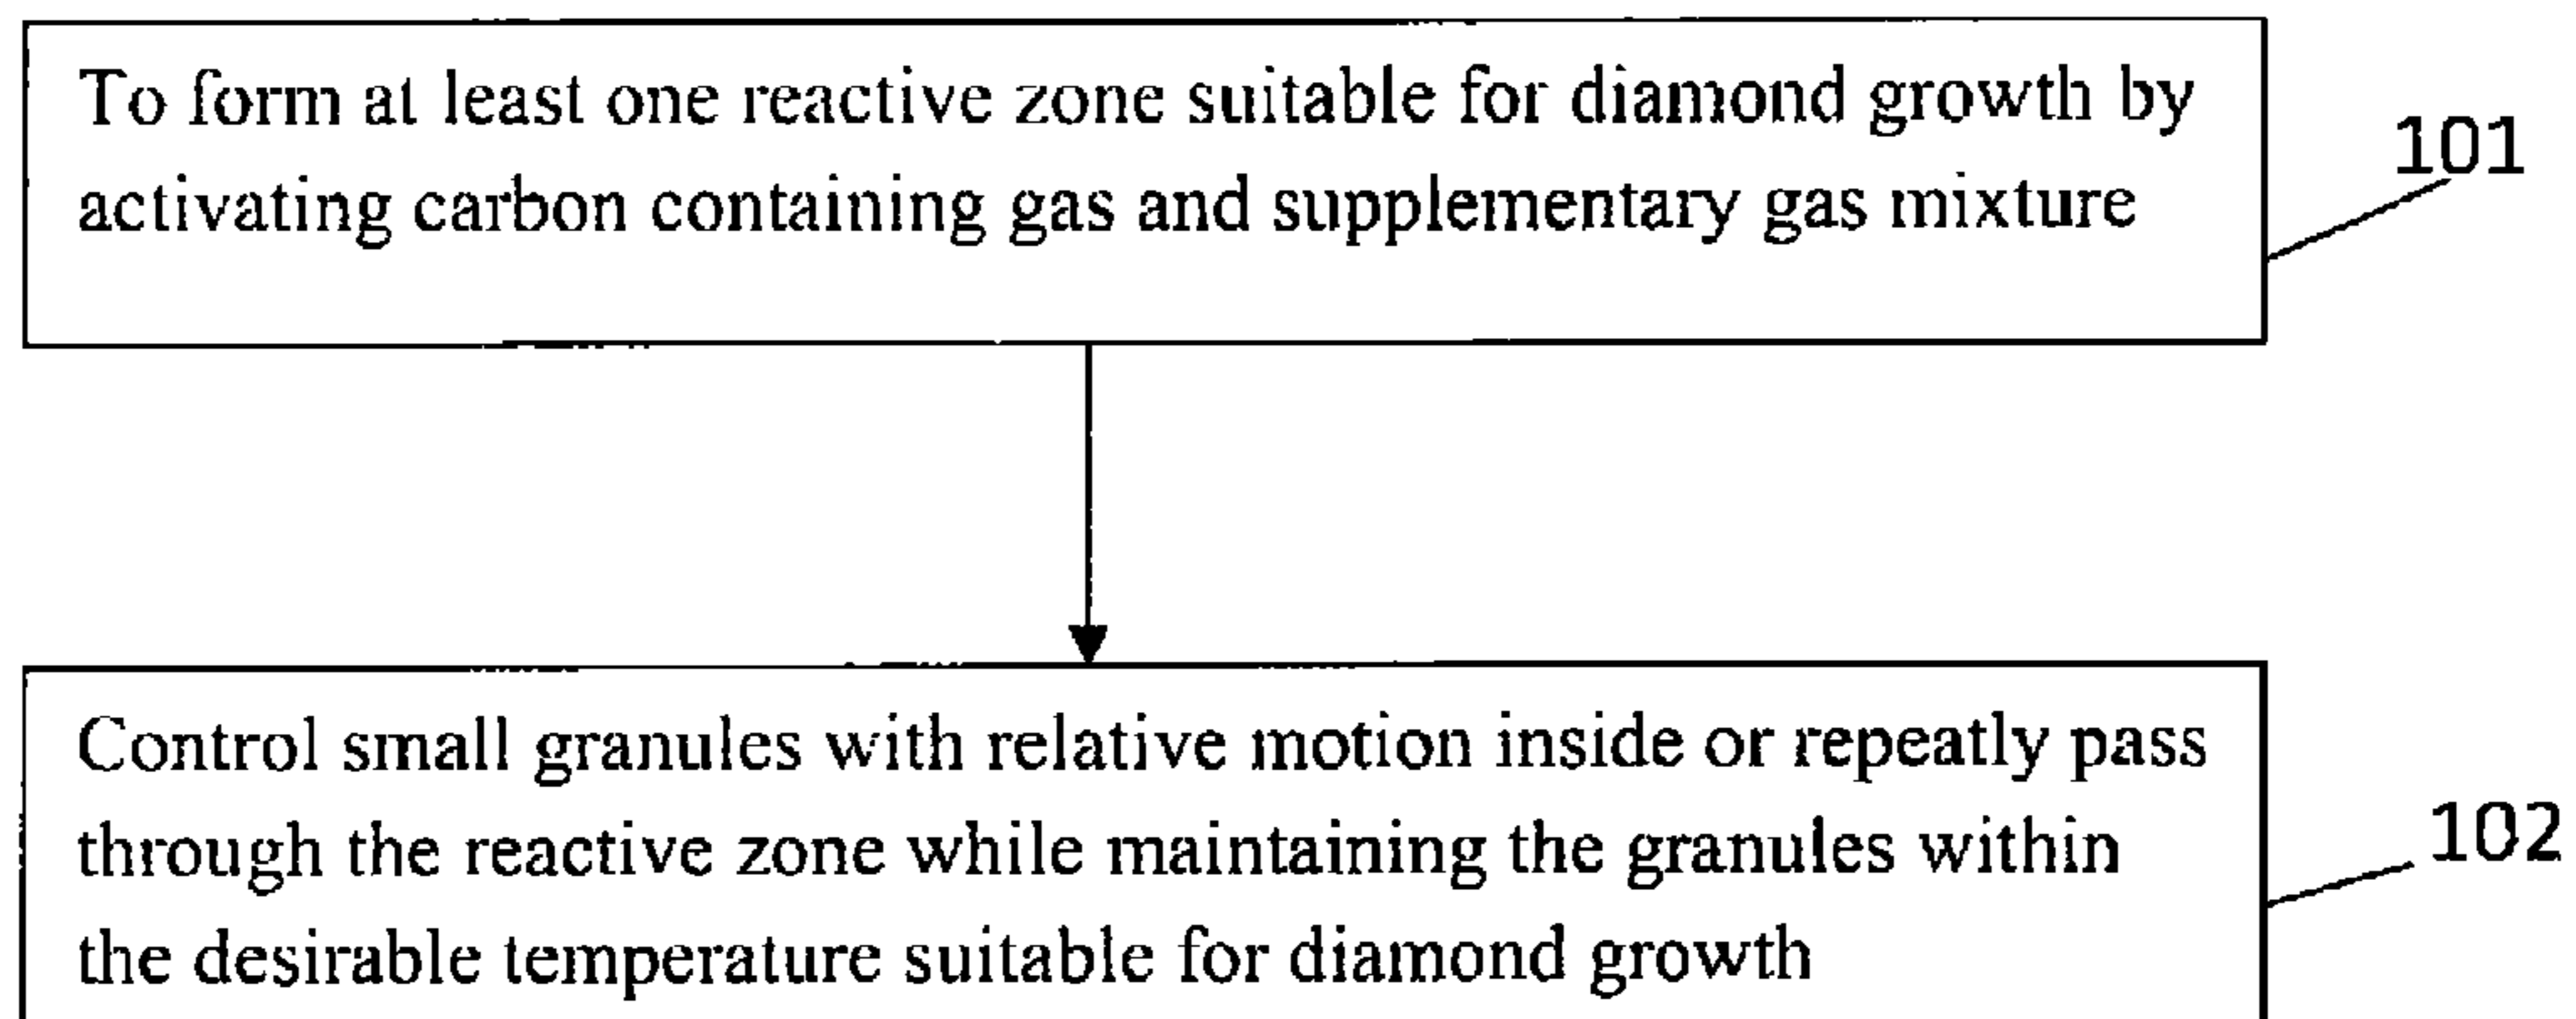 To form at least one reactive zone suitable for diamond growth by
activating carbon containing gas and supplementary gas mixture
101
Control small granules with relative motion inside or repeatly pass
through the reactive zone while maintaining the granules within
the desirable temperature suitable for diamond growth
102